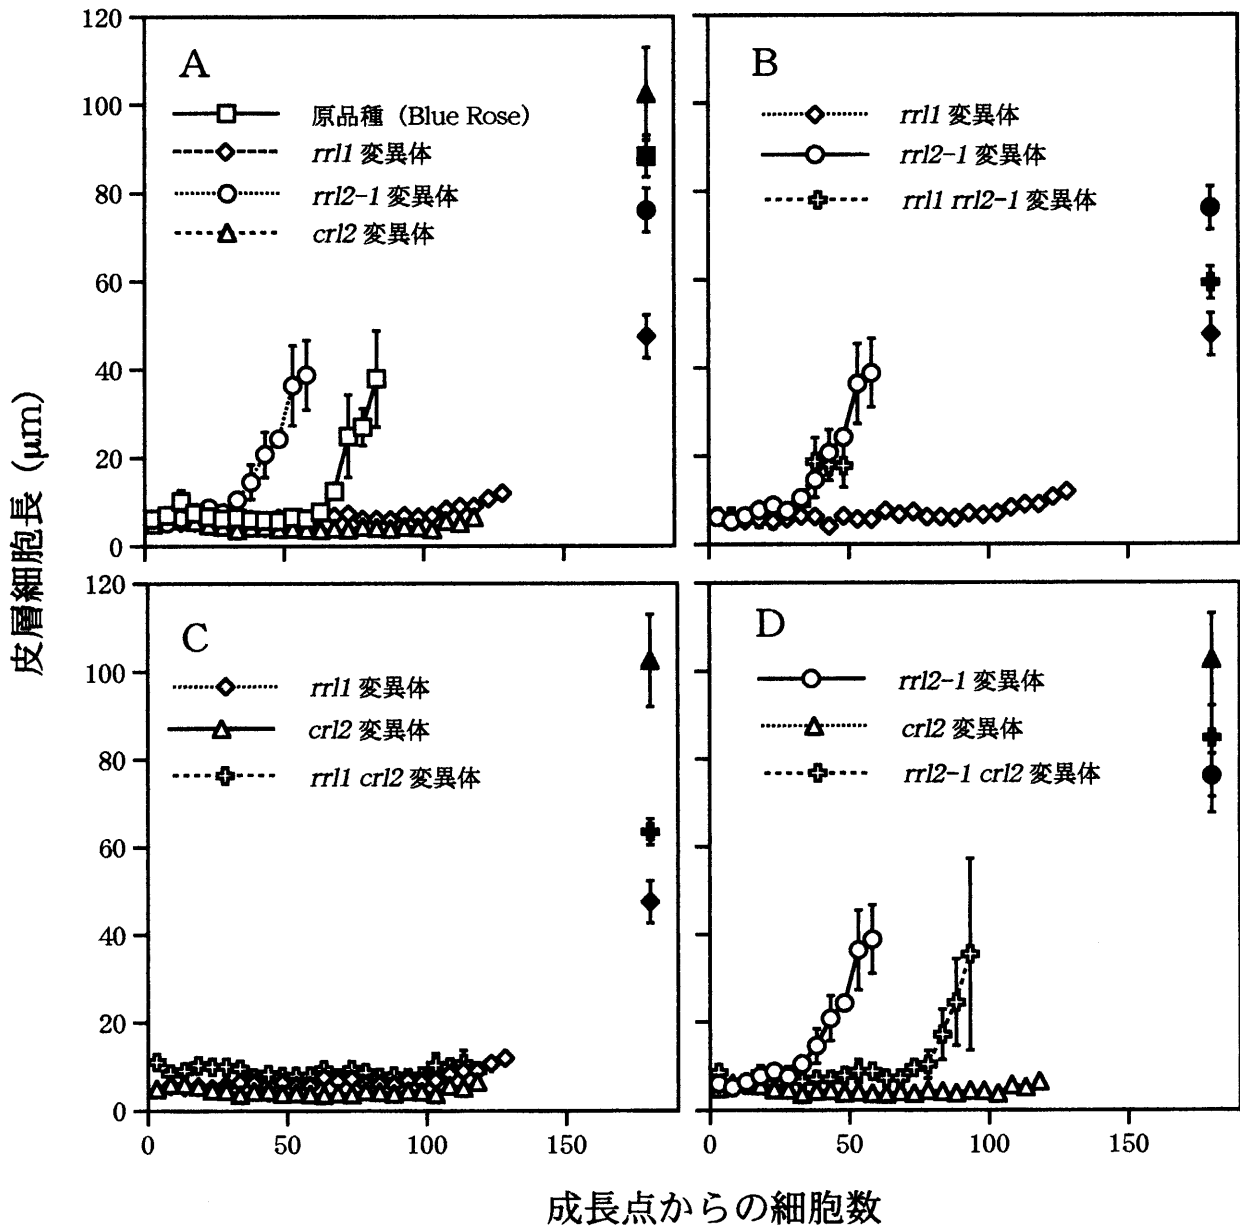 120
100
80
60
40
20
0
A
原品種（Blue Rose）
rrl1 変異体
rrl2-1 変異体
crl2 変異体
B
rrl1 変異体
rrl2-1 変異体
rrl1 rrl2-1 変異体
120
100
80
60
40
20
0
C
rrl1 変異体
crl2 変異体
rrl1 crl2 変異体
D
rrl2-1 変異体
crl2 変異体
rrl2-1 crl2 変異体
0 50 100 150
0 50 100 150
皮層細胞長（μm）
成長点からの細胞数